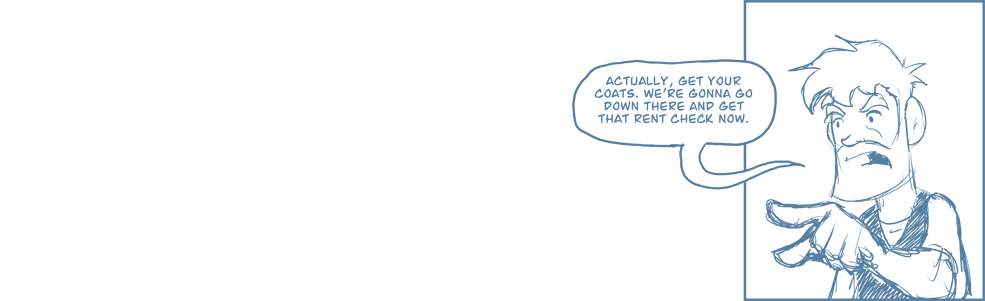 ACTUALLY, GET YOUR
COATS. WE'RE GONNA GO
DOWN THERE AND GET
THAT RENT CHECK NOW.